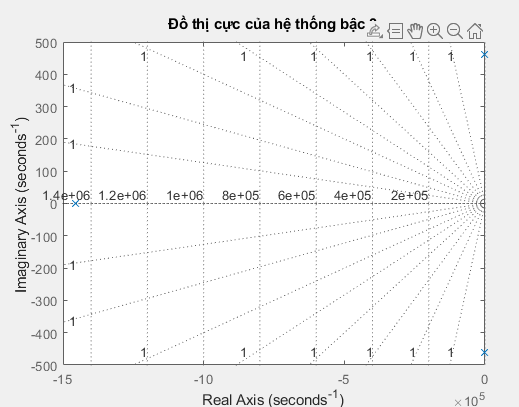 Đồ thị cực của hệ thống bậc
500
400
300
200
100
0
-100
-200
-300
-400
-500
Imaginary Axis (seconds⁻¹)
1 1 1 1 1 1
1
1
1.4e+06 1.2e+06 1e+06 8e+05 6e+05 4e+05 2e+05
1
1
1 1 1 1 1 1
-15 -10 -5 0
Real Axis (seconds⁻¹)
×10⁵